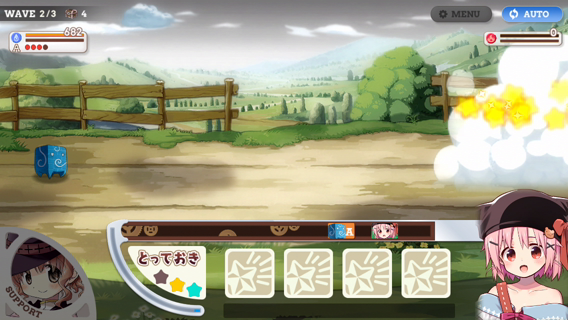 WAVE 2/3 4
MENU
AUTO
682
A
0
A
とっておき
SUPPORT